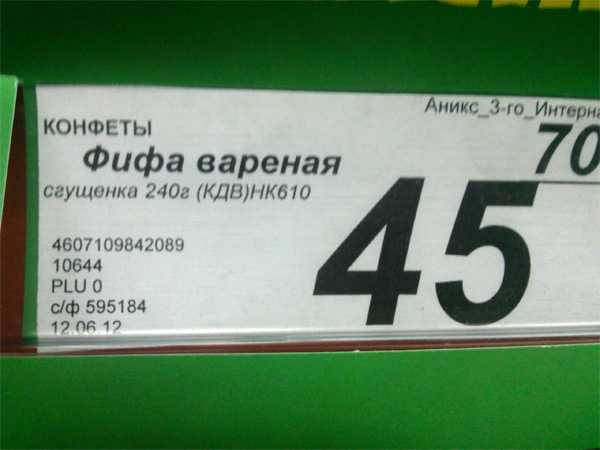 Аникс_3-го_Интерна
КОНФЕТЫ
Фифа вареная
сгущенка 240г (КДВ)НК610
45
70
4607109842089
10644
PLU 0
с/ф 595184
12.06.12